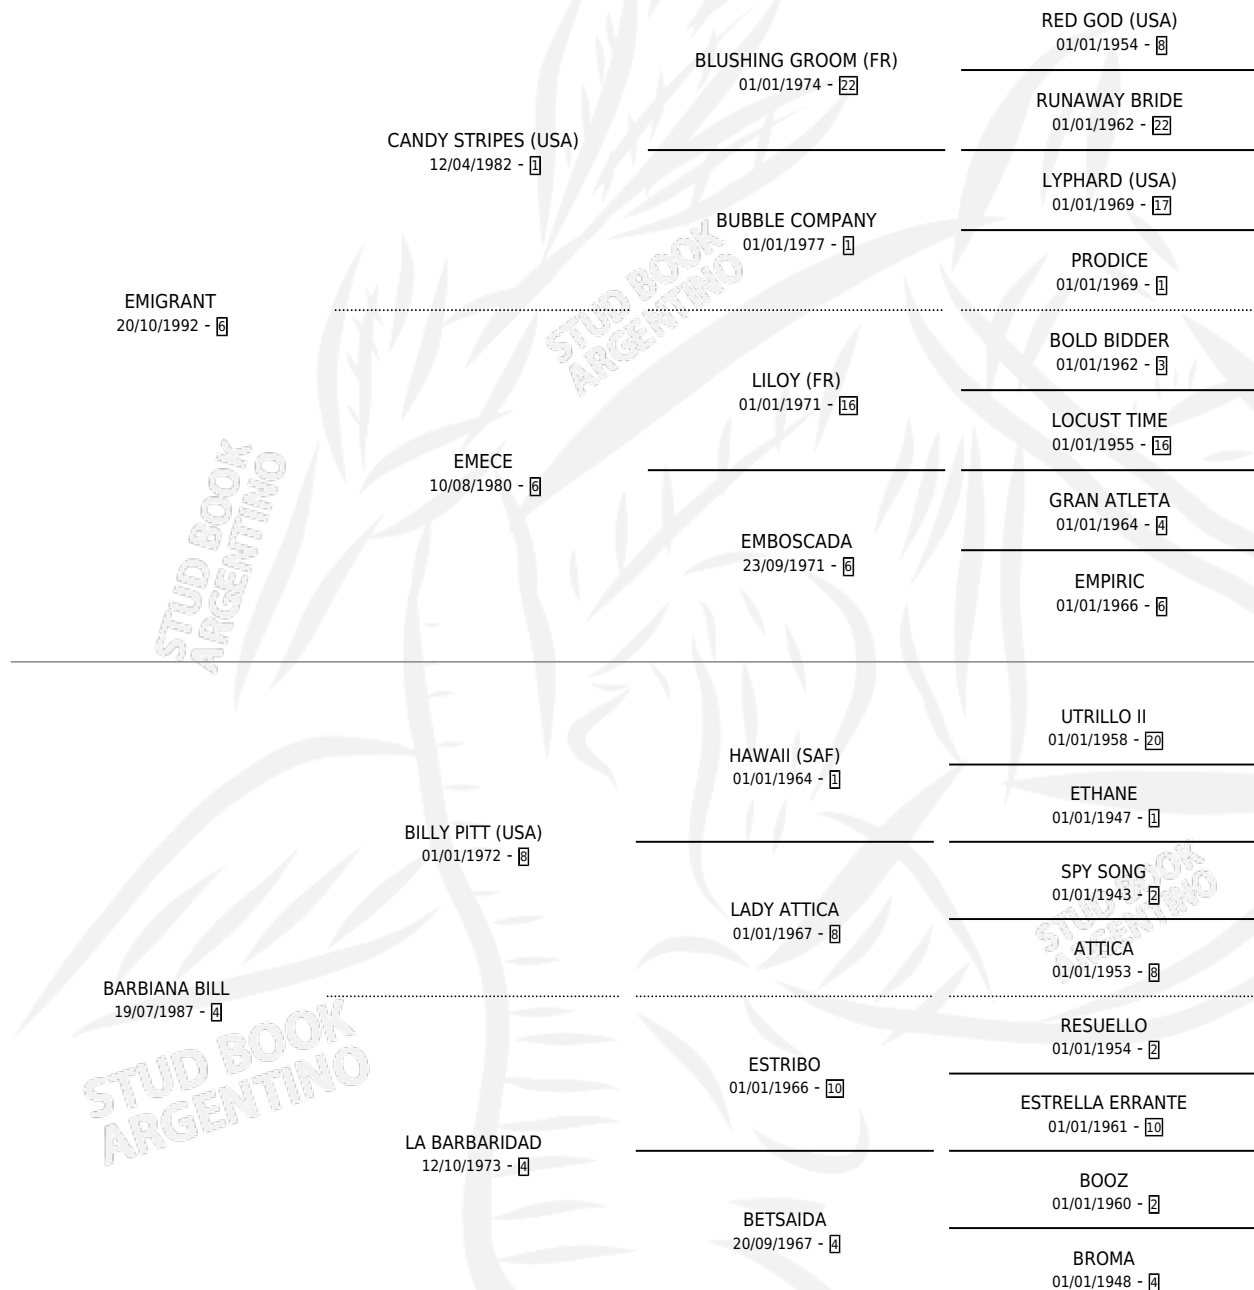 RED GOD (USA)
01/01/1954 - 8
BLUSHING GROOM (FR)
01/01/1974 - 22
RUNAWAY BRIDE
01/01/1962 - 22
CANDY STRIPES (USA)
12/04/1982 - 1
LYPHARD (USA)
01/01/1969 - 17
BUBBLE COMPANY
01/01/1977 - 1
PRODICE
01/01/1969 - 1
EMIGRANT
20/10/1992 - 6
BOLD BIDDER
01/01/1962 - 3
LILOY (FR)
01/01/1971 - 16
LOCUST TIME
01/01/1955 - 16
EMECE
10/08/1980 - 6
GRAN ATLETA
01/01/1964 - 4
EMBOSCADA
23/09/1971 - 6
EMPIRIC
01/01/1966 - 6
UTRILLO II
01/01/1958 - 20
HAWAII (SAF)
01/01/1964 - 1
ETHANE
01/01/1947 - 1
BILLY PITT (USA)
01/01/1972 - 8
SPY SONG
01/01/1943 - 2
LADY ATTICA
01/01/1967 - 8
ATTICA
01/01/1953 - 8
BARBIANA BILL
19/07/1987 - 4
RESUELLO
01/01/1954 - 2
ESTRIBO
01/01/1966 - 10
ESTRELLA ERRANTE
01/01/1961 - 10
LA BARBARIDAD
12/10/1973 - 4
BOOZ
01/01/1960 - 2
BETSAIDA
20/09/1967 - 4
BROMA
01/01/1948 - 4
STUD BOOK
ARGENTINO
STUD BOOK
ARGENTINO
STUD BOOK
ARGENTINO
STUD BOOK
ARGENTINO